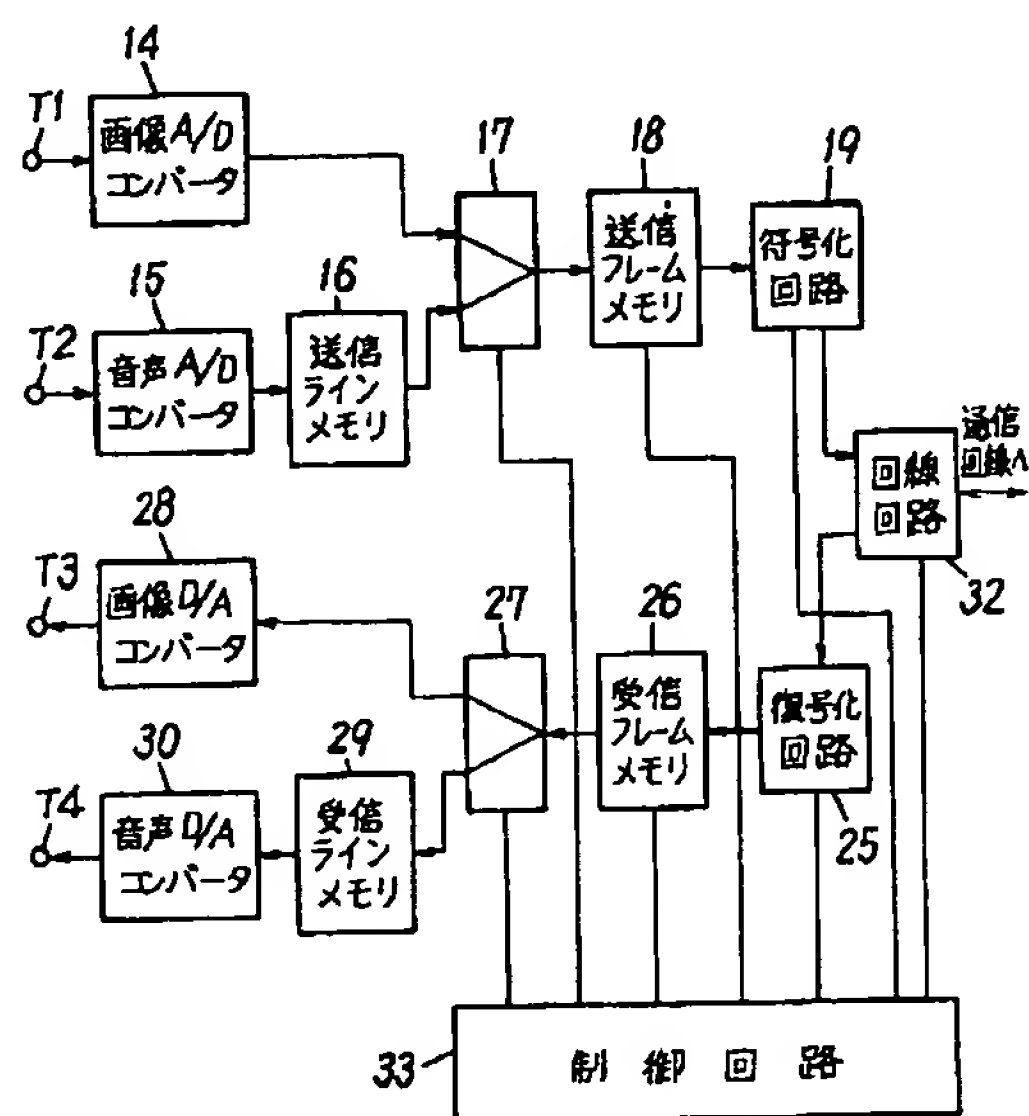 14
T1
画像A/D
コンバータ
17
18
19
送信
フレーム
メモリ
符号化
回路
15
16
T2
音声A/D
コンバータ
送信
ライン
メモリ
通信
回線へ
回線
回路
32
28
T3
画像D/A
コンバータ
27
26
受信
フレーム
メモリ
復号化
回路
25
30
29
T4
音声D/A
コンバータ
受信
ライン
メモリ
33
制御回路